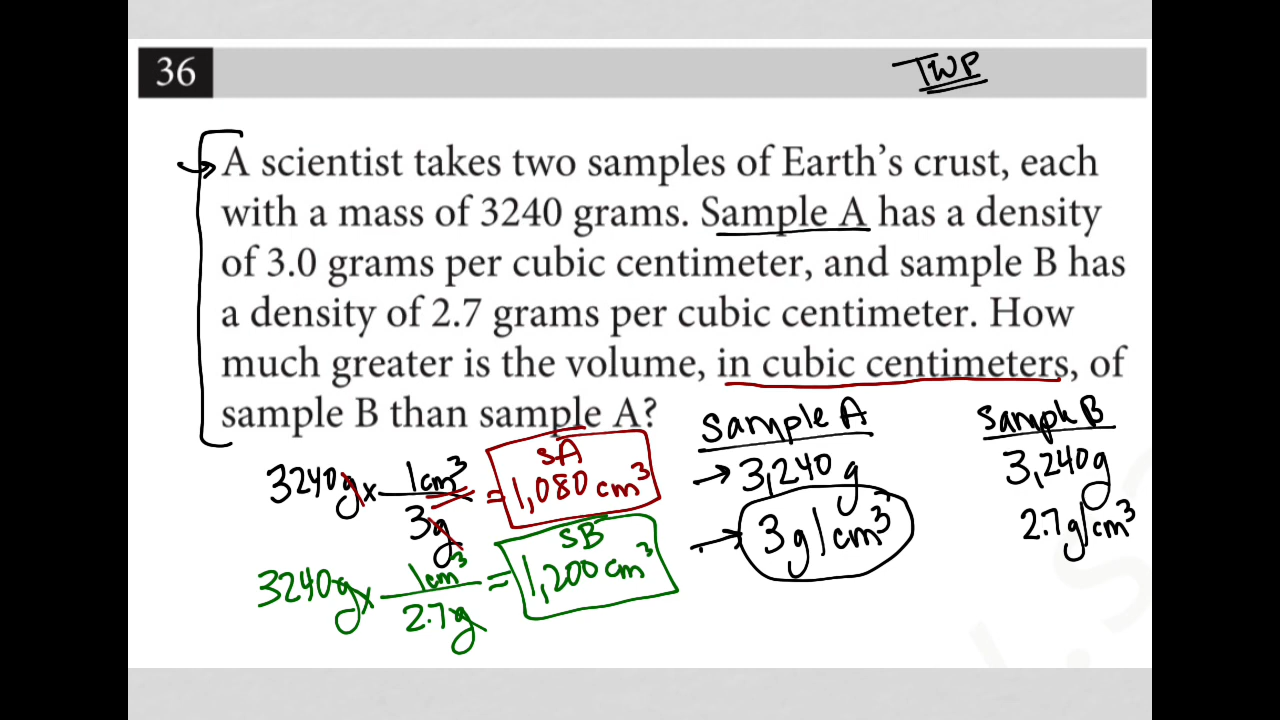 36
TWP
A scientist takes two samples of Earth's crust, each
with a mass of 3240 grams. Sample A has a density
of 3.0 grams per cubic centimeter, and sample B has
a density of 2.7 grams per cubic centimeter. How
much greater is the volume, in cubic centimeters, of
sample B than sample A?
Sample A
3,240 g
3g/cm³
Sample B
3,240g
2.7g/cm³
3240g x 1cm³/3g = 1,080 cm³
SA
3240g x 1cm³/2.7g = 1,200 cm³
SB